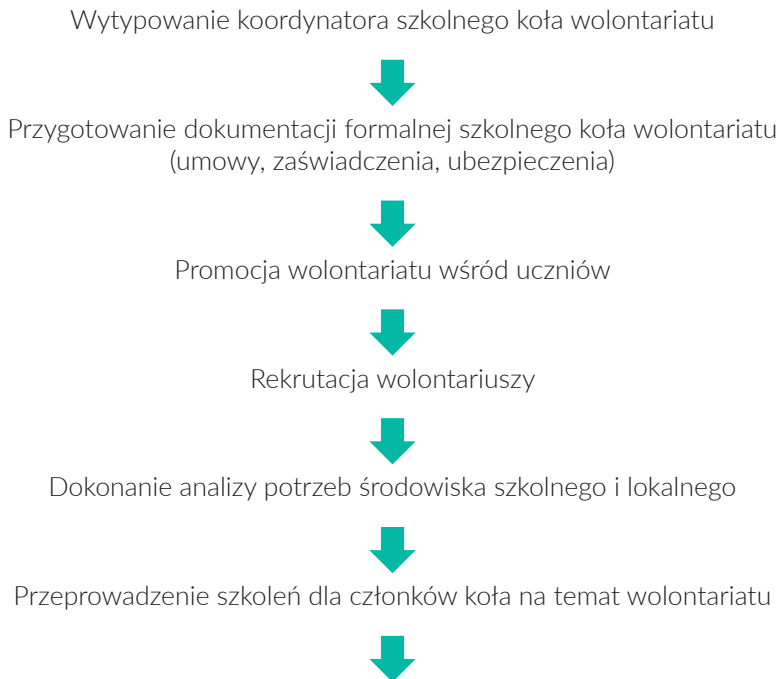 Wytypowanie koordynatora szkolnego koła wolontariatu
Przygotowanie dokumentacji formalnej szkolnego koła wolontariatu
(umowy, zaświadczenia, ubezpieczenia)
Promocja wolontariatu wśród uczniów
Rekrutacja wolontariuszy
Dokonanie analizy potrzeb środowiska szkolnego i lokalnego
Przeprowadzenie szkoleń dla członków koła na temat wolontariatu